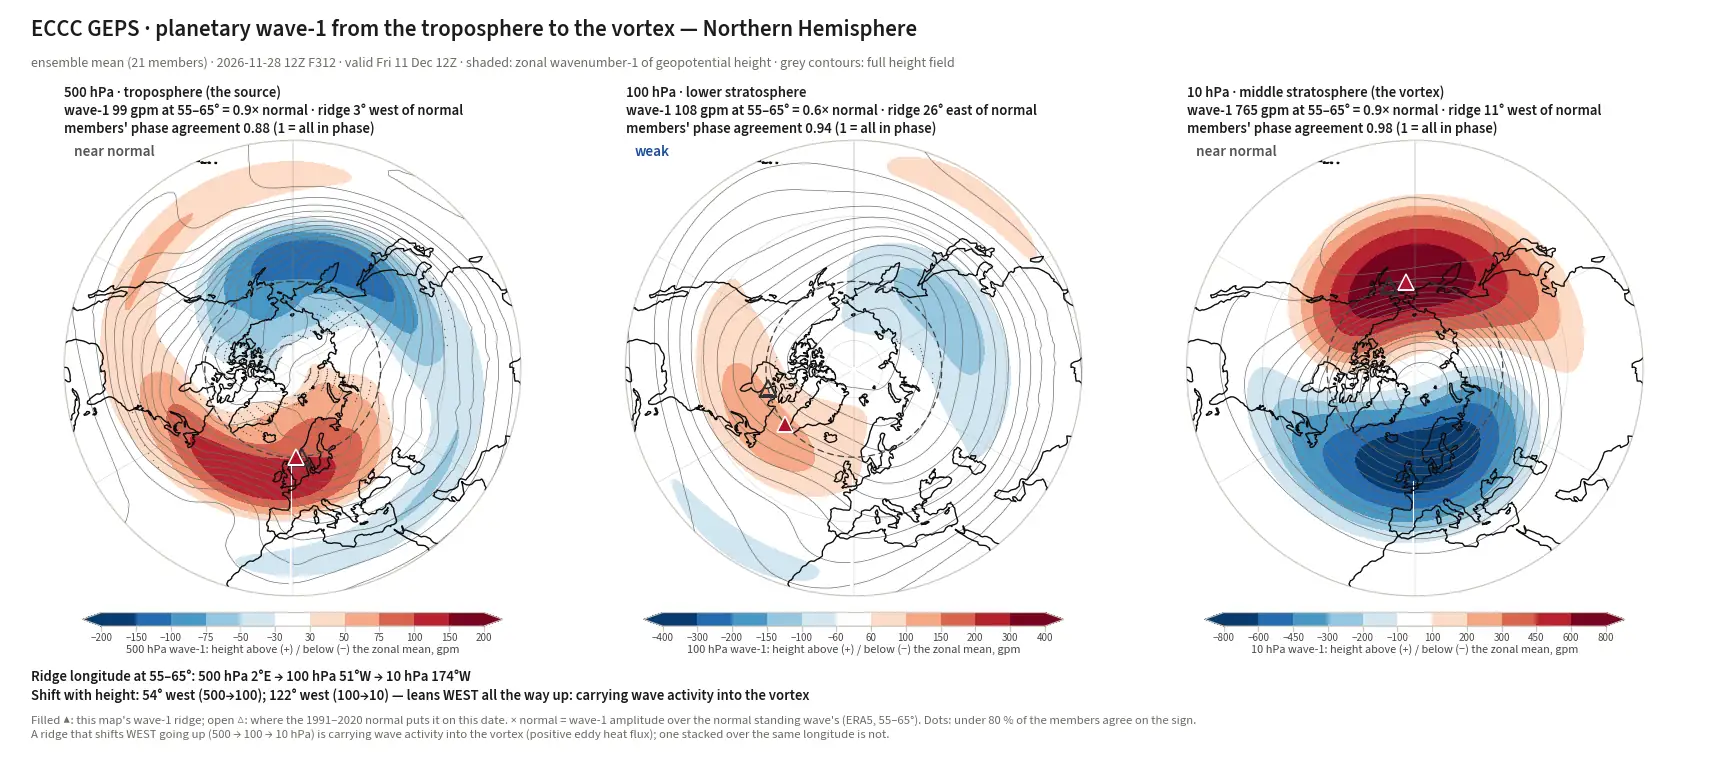 ECCC GEPS · planetary wave-1 from the troposphere to the vortex — Northern Hemisphere
ensemble mean (21 members) · 2026-11-28 12Z F312 · valid Fri 11 Dec 12Z · shaded: zonal wavenumber-1 of geopotential height · grey contours: full height field
500 hPa · troposphere (the source)
wave-1 99 gpm at 55–65° = 0.9× normal · ridge 3° west of normal
members' phase agreement 0.88 (1 = all in phase)
near normal
100 hPa · lower stratosphere
wave-1 108 gpm at 55–65° = 0.6× normal · ridge 26° east of normal
members' phase agreement 0.94 (1 = all in phase)
weak
10 hPa · middle stratosphere (the vortex)
wave-1 765 gpm at 55–65° = 0.9× normal · ridge 11° west of normal
members' phase agreement 0.98 (1 = all in phase)
near normal
−200 −150 −100 −75 −50 −30 30 50 75 100 150 200
500 hPa wave-1: height above (+) / below (−) the zonal mean, gpm
−400 −300 −200 −150 −100 −60 60 100 150 200 300 400
100 hPa wave-1: height above (+) / below (−) the zonal mean, gpm
−800 −600 −450 −300 −200 −100 100 200 300 450 600 800
10 hPa wave-1: height above (+) / below (−) the zonal mean, gpm
Ridge longitude at 55–65°: 500 hPa 2°E → 100 hPa 51°W → 10 hPa 174°W
Shift with height: 54° west (500→100); 122° west (100→10) — leans WEST all the way up: carrying wave activity into the vortex
Filled ▲: this map's wave-1 ridge; open △: where the 1991–2020 normal puts it on this date. × normal = wave-1 amplitude over the normal standing wave's (ERA5, 55–65°). Dots: under 80 % of the members agree on the sign.
A ridge that shifts WEST going up (500 → 100 → 10 hPa) is carrying wave activity into the vortex (positive eddy heat flux); one stacked over the same longitude is not.